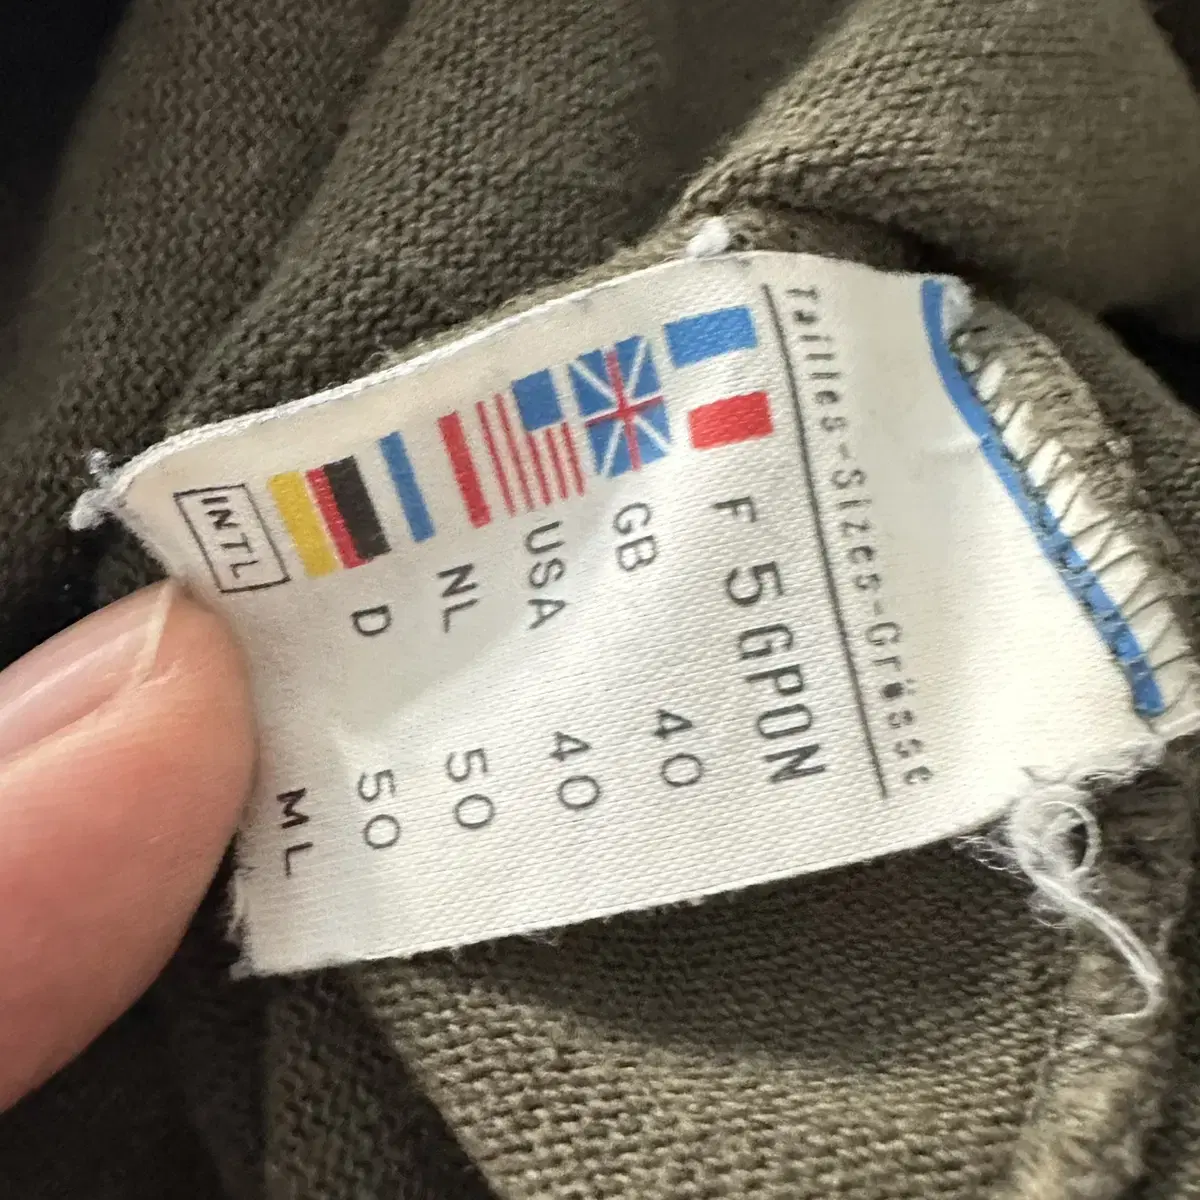 Tailles-Sizes-Grösse
F 5GPON
GB 40
USA 40
NL 50
D 50
INTL ML